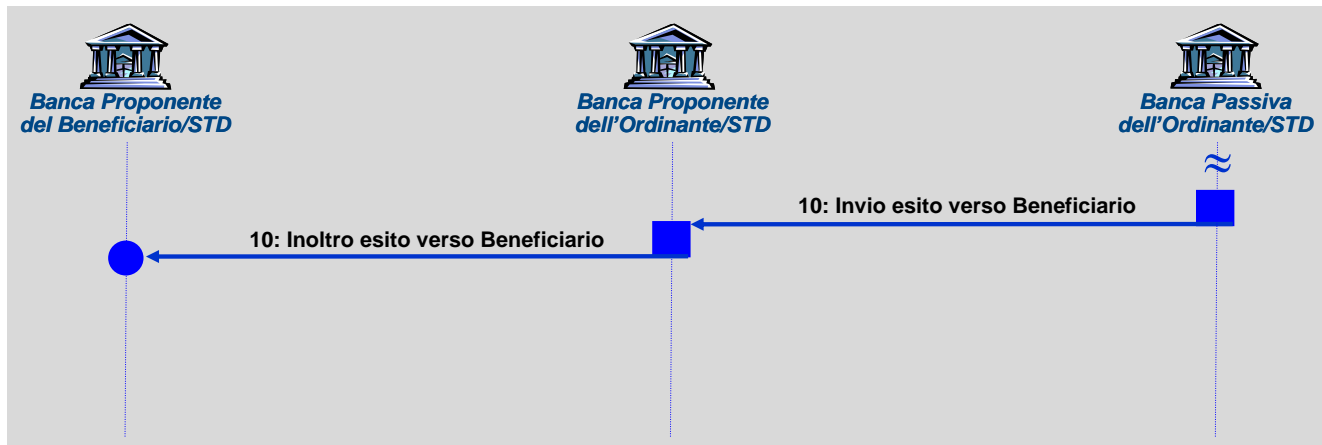 Banca Proponente
del Beneficiario/STD
Banca Proponente
dell'Ordinante/STD
Banca Passiva
dell'Ordinante/STD
≈
10: Invio esito verso Beneficiario
10: Inoltro esito verso Beneficiario